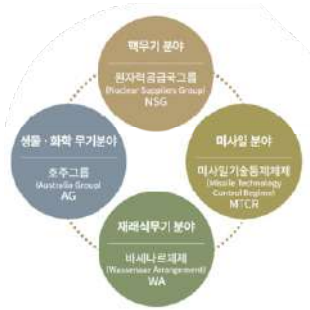 핵무기 분야
원자력공급국그룹
(Nuclear Suppliers Group)
NSG
생물·화학 무기분야
호주그룹
(Australia Group)
AG
미사일 분야
미사일기술통제체제
(Missile Technology
Control Regime)
MTCR
재래식무기 분야
바세나르체제
(Wassenaar Arrangement)
WA